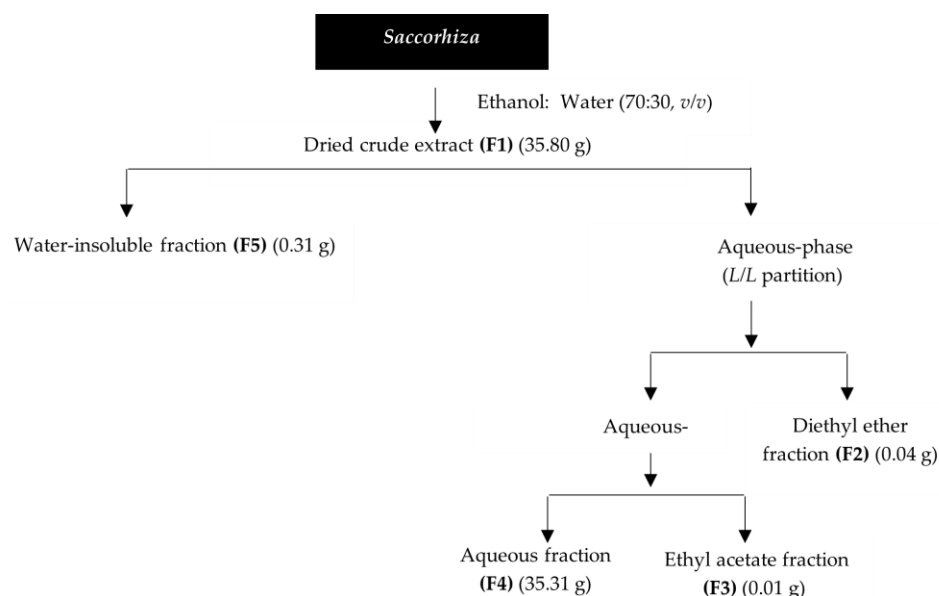 Saccorhiza
Ethanol: Water (70:30, v/v)
Dried crude extract (F1) (35.80 g)
Water-insoluble fraction (F5) (0.31 g)
Aqueous-phase
(L/L partition)
Aqueous-
Diethyl ether
fraction (F2) (0.04 g)
Aqueous fraction
(F4) (35.31 g)
Ethyl acetate fraction
(F3) (0.01 g)